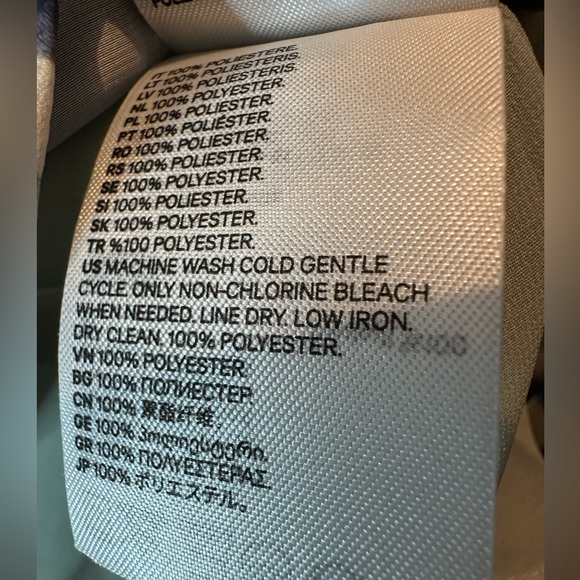 IT 100% POLIESTERE.
LT 100% POLIESTERIS.
LV 100% POLIESTERIS.
NL 100% POLYESTER.
PL 100% POLIESTER.
PT 100% POLIÉSTER.
RO 100% POLIESTER.
RS 100% POLIESTER.
SE 100% POLYESTER.
SI 100% POLIESTER.
SK 100% POLYESTER.
TR %100 POLYESTER.
US MACHINE WASH COLD GENTLE
CYCLE. ONLY NON-CHLORINE BLEACH
WHEN NEEDED. LINE DRY. LOW IRON.
DRY CLEAN. 100% POLYESTER.
VN 100% POLYESTER.
BG 100% ПОЛИЕСТЕР
CN 100% 聚酯纤维。
GE 100% პოლიესტერი
GR 100% ΠΟΛΥΕΣΤΕΡΑΣ
JP 100% ポリエステル。